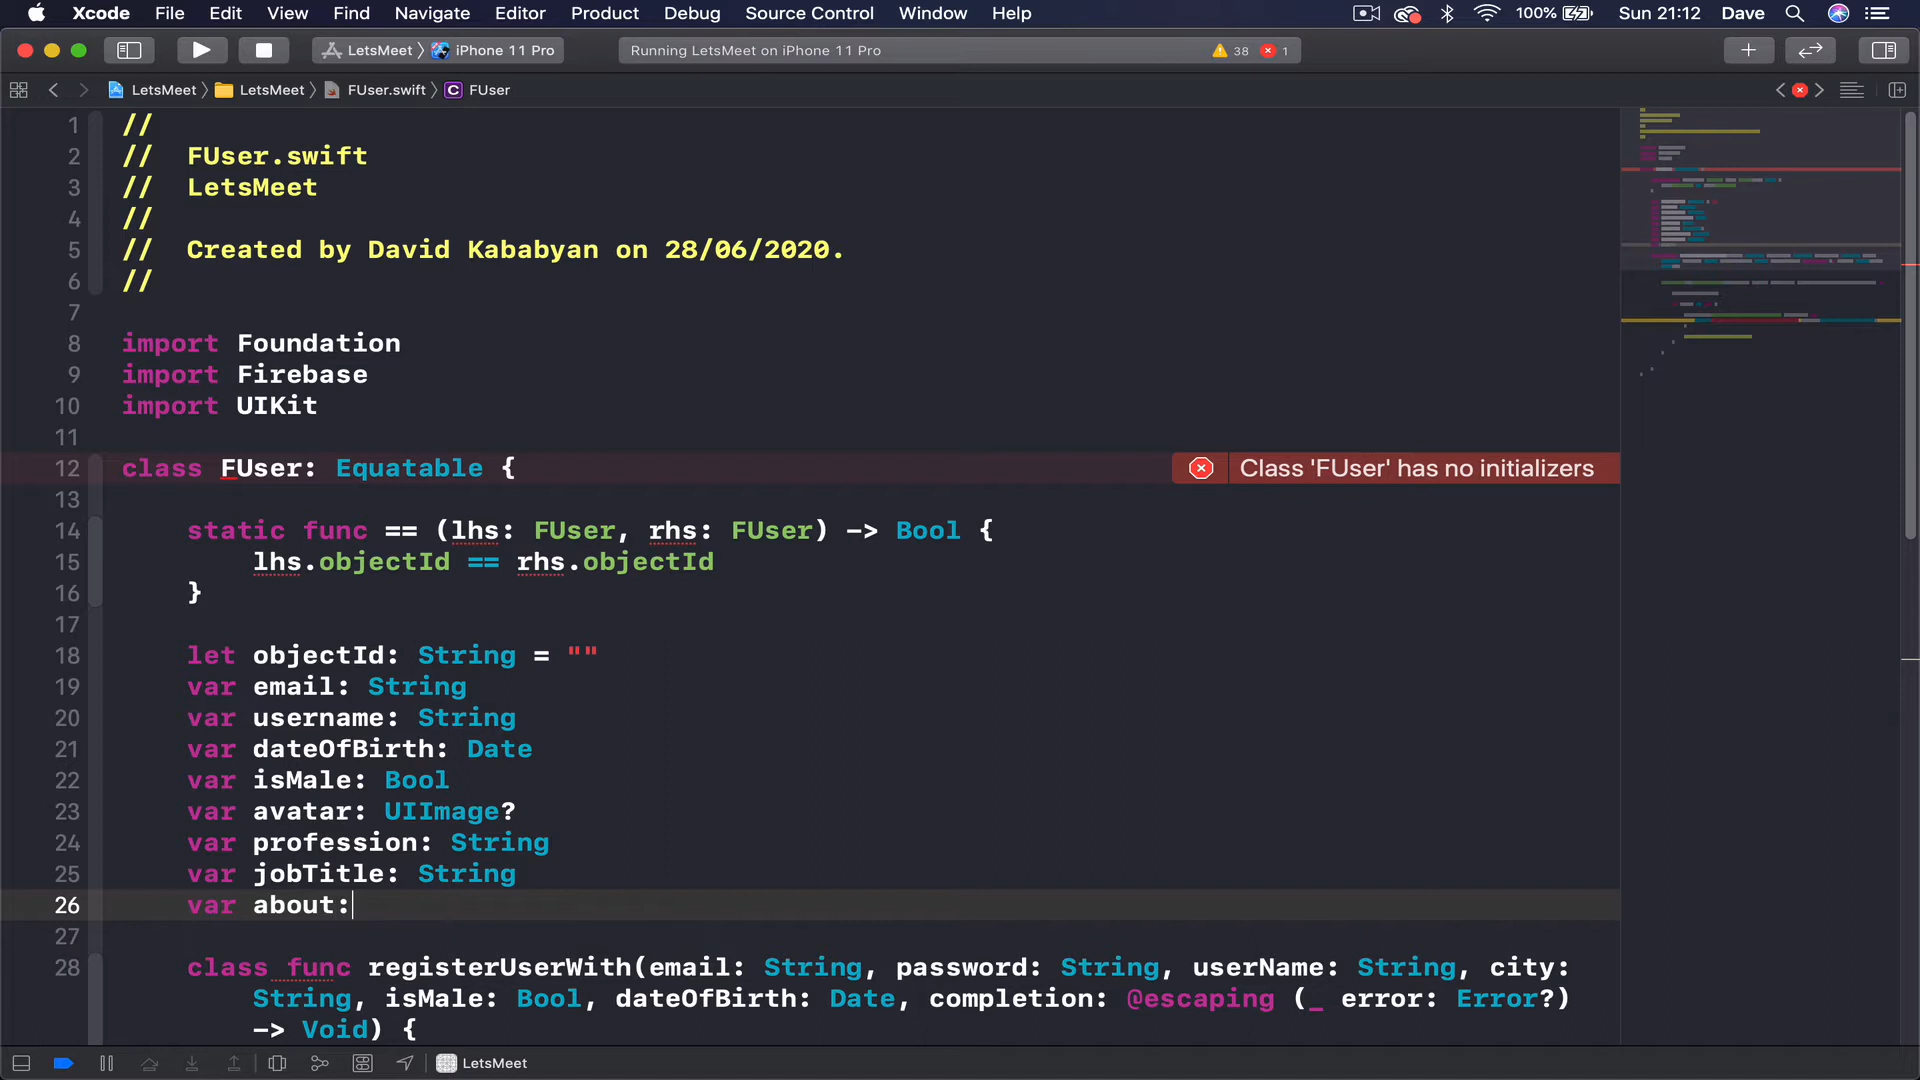 Xcode File Edit View Find Navigate Editor Product Debug Source Control Window Help 100% Sun 21:12 Dave
LetsMeet iPhone 11 Pro Running LetsMeet on iPhone 11 Pro 38 1
LetsMeet LetsMeet FUser.swift C FUser
1 //
2 // FUser.swift
3 // LetsMeet
4 //
5 // Created by David Kababyan on 28/06/2020.
6 //
7
8 import Foundation
9 import Firebase
10 import UIKit
11
12 class FUser: Equatable { Class 'FUser' has no initializers
13
14 static func == (lhs: FUser, rhs: FUser) -> Bool {
15 lhs.objectId == rhs.objectId
16 }
17
18 let objectId: String = ""
19 var email: String
20 var username: String
21 var dateOfBirth: Date
22 var isMale: Bool
23 var avatar: UIImage?
24 var profession: String
25 var jobTitle: String
26 var about:
27
28 class func registerUserWith(email: String, password: String, userName: String, city:
String, isMale: Bool, dateOfBirth: Date, completion: @escaping (_ error: Error?)
-> Void) {
LetsMeet